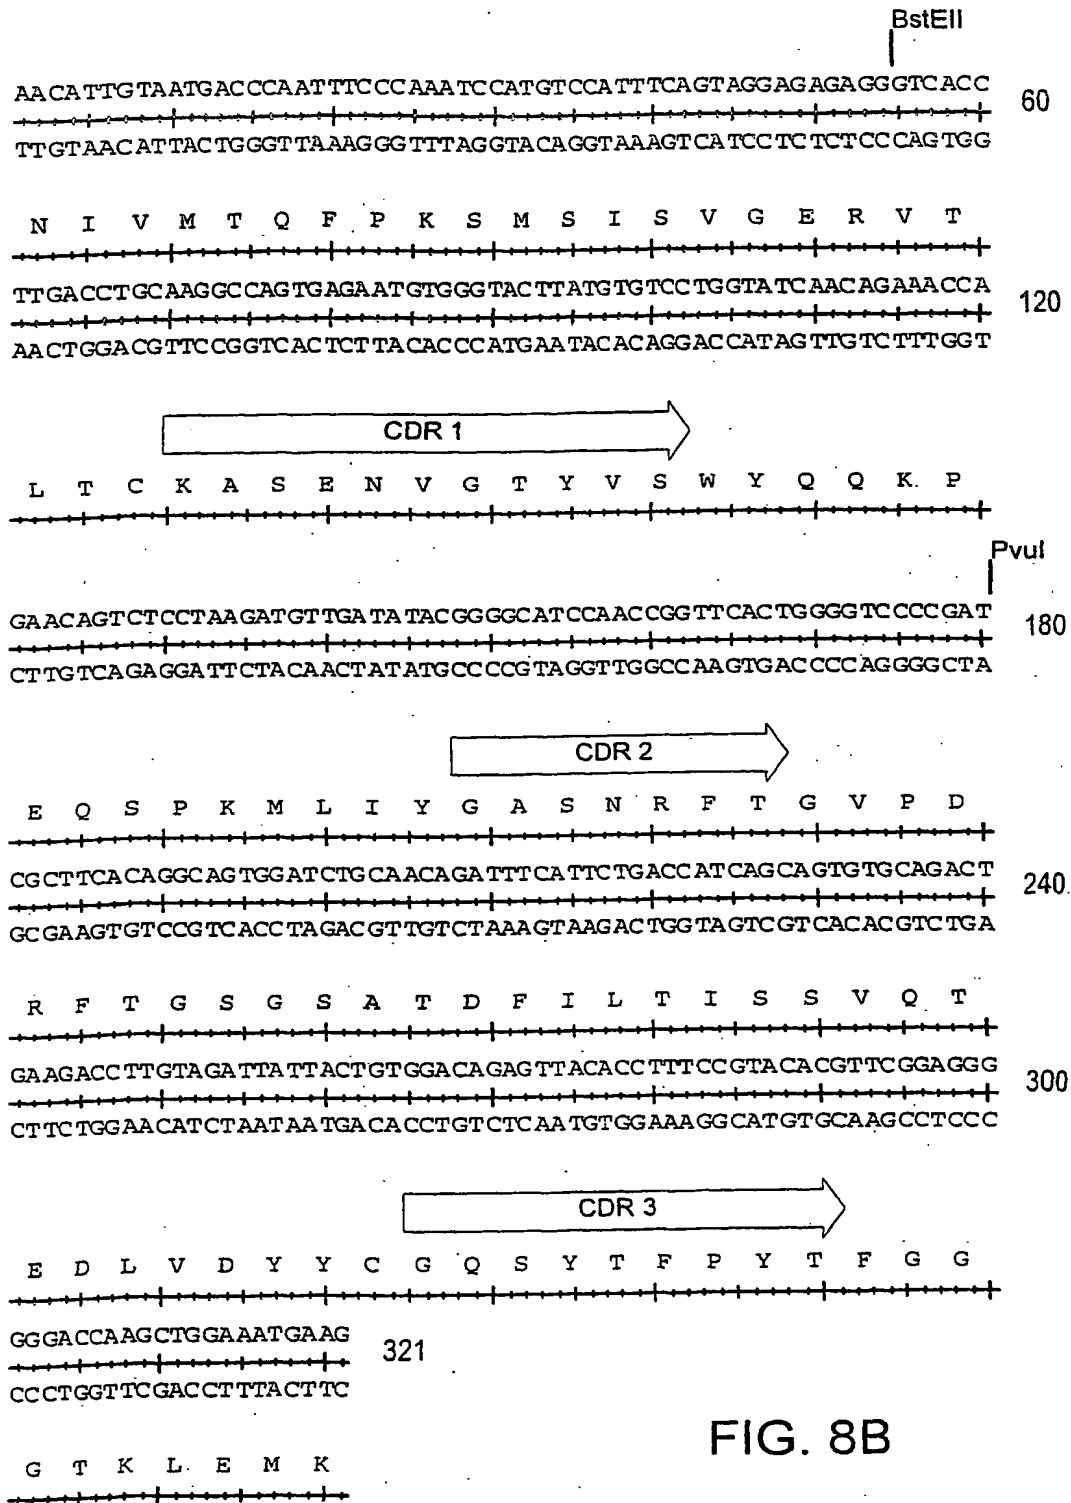 BstEII
AACATTGTAATGACCCAATTTCCCAAATCCATGTCCATTTCAGTAGGAGAGAGGGTCACC
60
TTGTAACATTACTGGGTTAAAGGGTTTAGGTACAGGTAAAGTCATCCTCTCTCCCAGTGG
N I V M T Q F P K S M S I S V G E R V T
TTGACCTGCAAGGCCAGTGAGAATGTGGGTACTTATGTGTCCTGGTATCAACAGAAACCA
120
AACTGGACGTTCCGGTCACTCTTACACCCATGAATACACAGGACCATAGTTGTCTTTGGT
CDR 1
L T C K A S E N V G T Y V S W Y Q Q K P
PvuI
GAACAGTCTCCTAAGATGTTGATATACGGGGCATCCAACCGGTTCACTGGGGTCCCCGAT
180
CTTGTCAGAGGATTCTACAACTATATGCCCCGTAGGTTGGCCAAGTGACCCCAGGGGCTA
CDR 2
E Q S P K M L I Y G A S N R F T G V P D
CGCTTCACAGGCAGTGGATCTGCAACAGATTTCATTCTGACCATCAGCAGTGTGCAGACT
240
GCGAAGTGTCCGTCACCTAGACGTTGTCTAAAGTAAGACTGGTAGTCGTCACACGTCTGA
R F T G S G S A T D F I L T I S S V Q T
GAAGACCTTGTAGATTATTACTGTGGACAGAGTTACACCTTTCCGTACACGTTCGGAGGG
300
CTTCTGGAACATCTAATAATGACACCTGTCTCAATGTGGAAAGGCATGTGCAAGCCTCCC
CDR 3
E D L V D Y Y C G Q S Y T F P Y T F G G
GGGACCAAGCTGGAAATGAAG
321
CCCTGGTTCGACCTTTACTTC
G T K L E M K
FIG. 8B